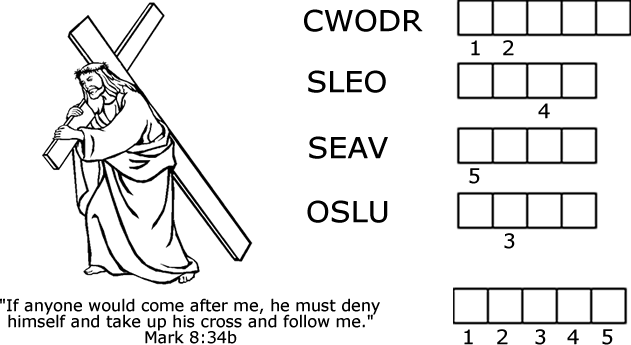 CWODR
1 2
SLEO
4
SEAV
5
OSLU
3
1 2 3 4 5
"If anyone would come after me, he must deny
himself and take up his cross and follow me."
Mark 8:34b